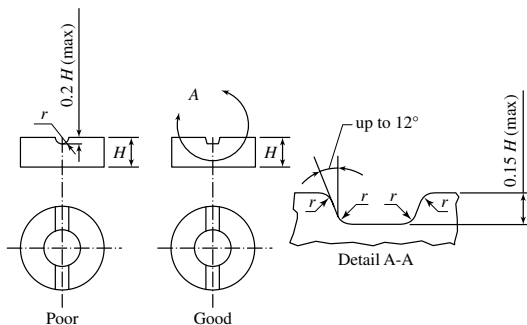 0.2 H (max)
r
H
Poor
A
H
Good
up to 12°
r
r
r
r
0.15 H (max)
Detail A-A